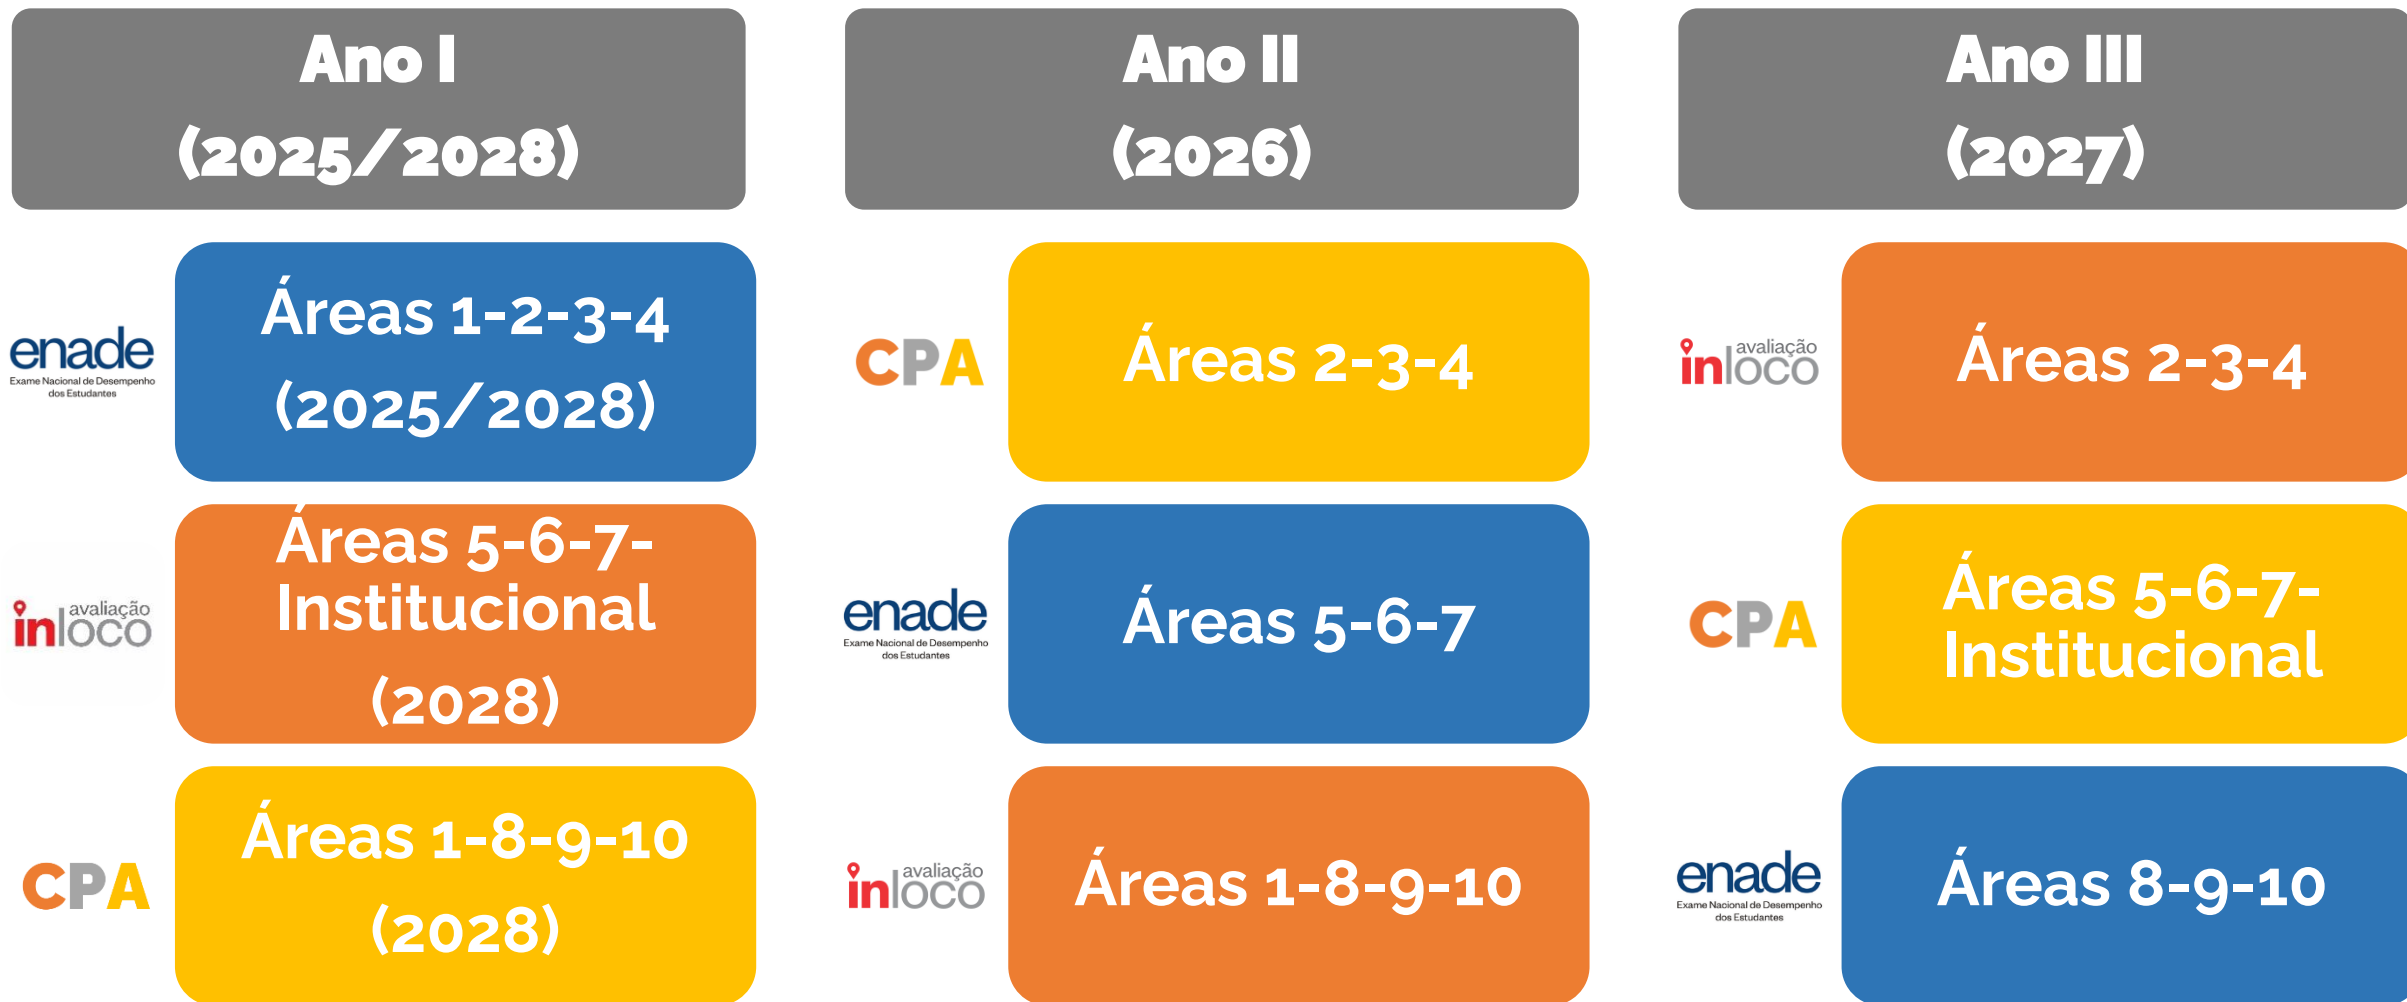 Ano I
(2025/2028)
enade
Exame Nacional de Desempenho
dos Estudantes
Áreas 1-2-3-4
(2025/2028)
avaliação
inloco
Áreas 5-6-7-
Institucional
(2028)
CPA
Áreas 1-8-9-10
(2028)
Ano II
(2026)
CPA
Áreas 2-3-4
enade
Exame Nacional de Desempenho
dos Estudantes
Áreas 5-6-7
avaliação
inloco
Áreas 1-8-9-10
Ano III
(2027)
avaliação
inloco
Áreas 2-3-4
CPA
Áreas 5-6-7-
Institucional
enade
Exame Nacional de Desempenho
dos Estudantes
Áreas 8-9-10